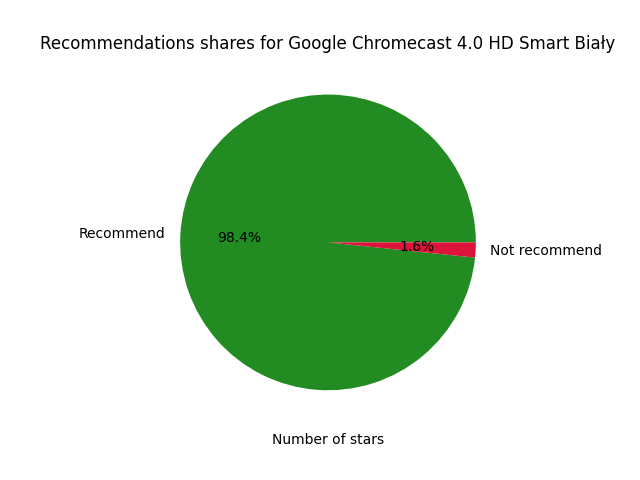 Recommendations shares for Google Chromecast 4.0 HD Smart Biały
Recommend
98.4%
1.6%
Not recommend
Number of stars